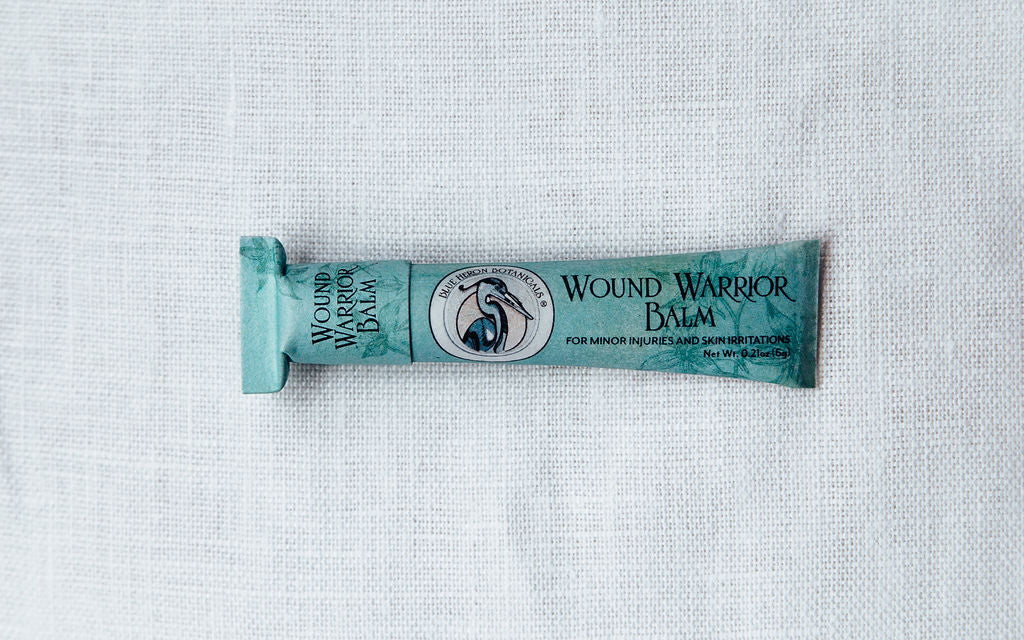 WOUND
WARRIOR
BALM
BLUE HERON BOTANICALS ®
WOUND WARRIOR
BALM
FOR MINOR INJURIES AND SKIN IRRITATIONS
Net Wt. 0.21oz (6g)